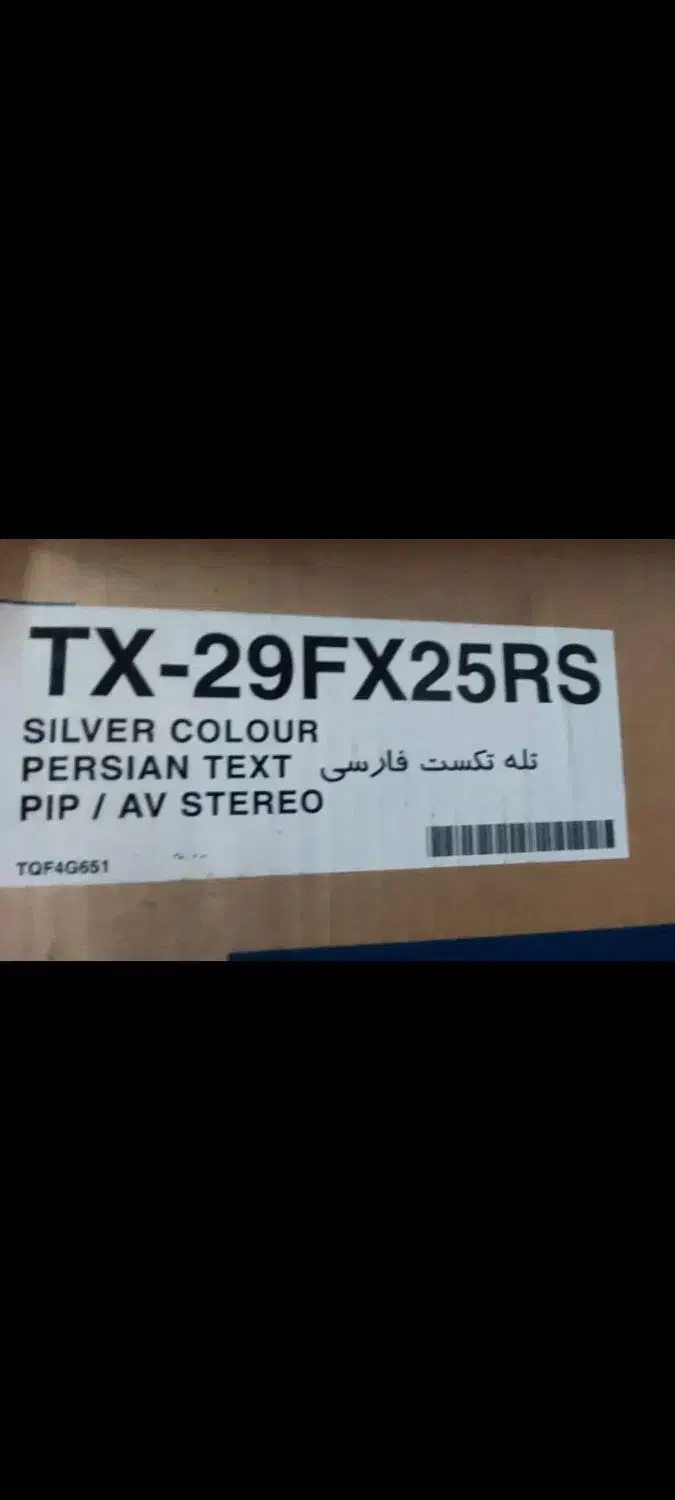 TX-29FX25RS
SILVER COLOUR
PERSIAN TEXT تله تکست فارسی
PIP / AV STEREO
TQF4G651